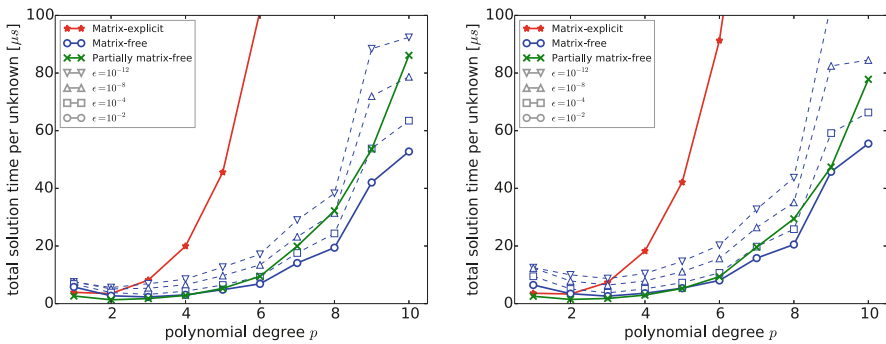 total solution time per unknown [μs]
100
80
60
40
20
0
Matrix-explicit
Matrix-free
Partially matrix-free
ϵ=10⁻¹²
ϵ=10⁻⁸
ϵ=10⁻⁴
ϵ=10⁻²
2 4 6 8 10
polynomial degree p
total solution time per unknown [μs]
100
80
60
40
20
0
Matrix-explicit
Matrix-free
Partially matrix-free
ϵ=10⁻¹²
ϵ=10⁻⁸
ϵ=10⁻⁴
ϵ=10⁻²
2 4 6 8 10
polynomial degree p